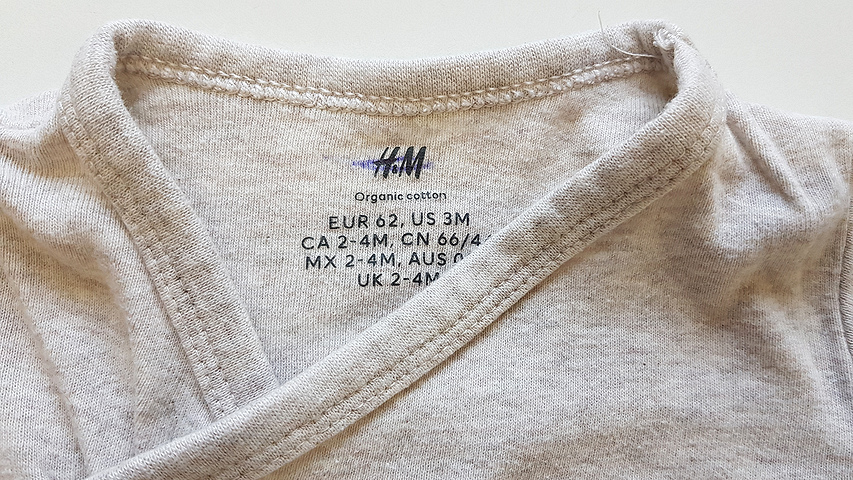 H&M
Organic cotton
EUR 62, US 3M
CA 2-4M, CN 66/4
MX 2-4M, AUS 0
UK 2-4M